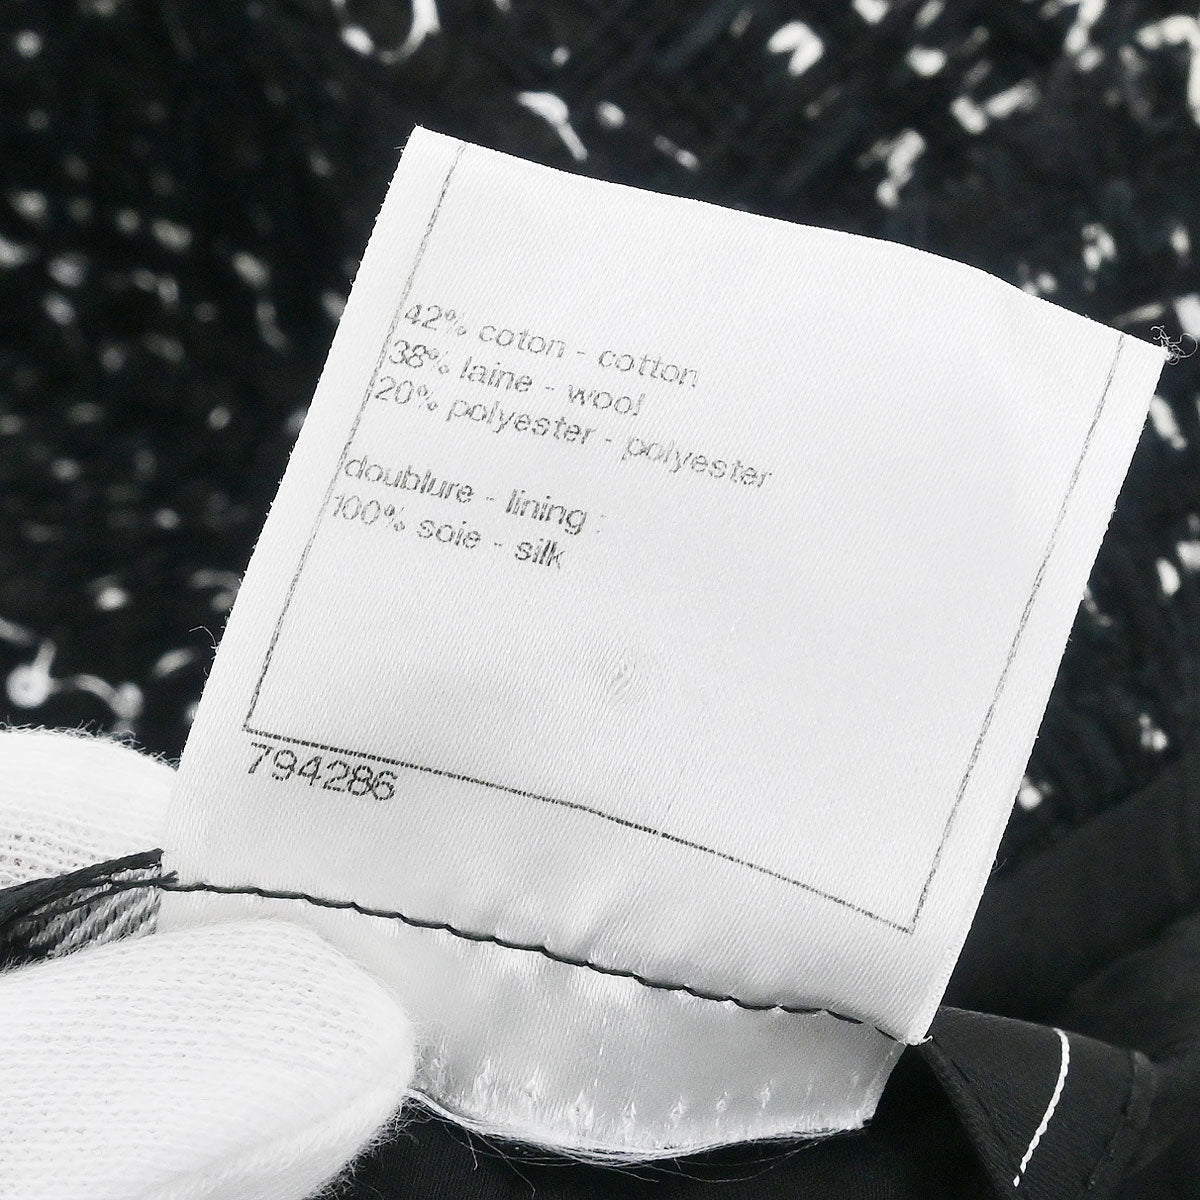 42% coton - cotton
38% laine - wool
20% polyester - polyester
doublure - lining :
100% soie - silk
794286